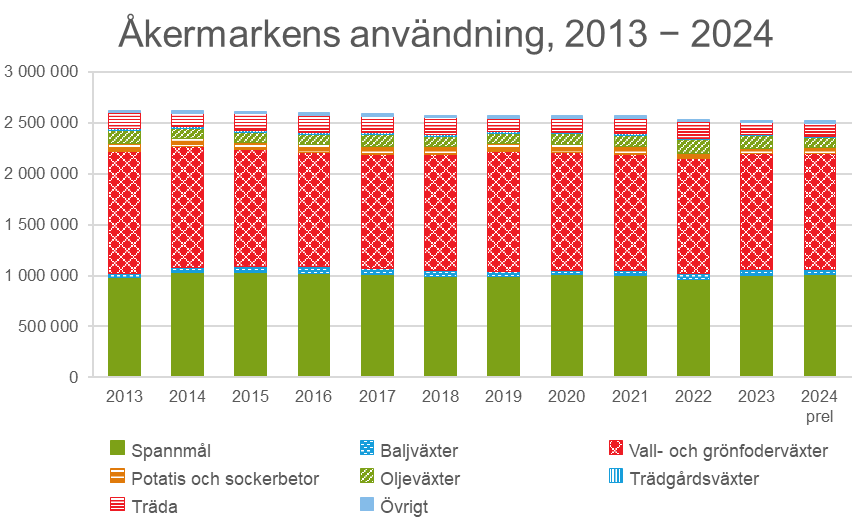 Åkermarkens användning, 2013 − 2024
3 000 000
2 500 000
2 000 000
1 500 000
1 000 000
500 000
0
2013 2014 2015 2016 2017 2018 2019 2020 2021 2022 2023 2024
prel
Spannmål Baljväxter Vall- och grönfoderväxter
Potatis och sockerbetor Oljeväxter Trädgårdsväxter
Träda Övrigt